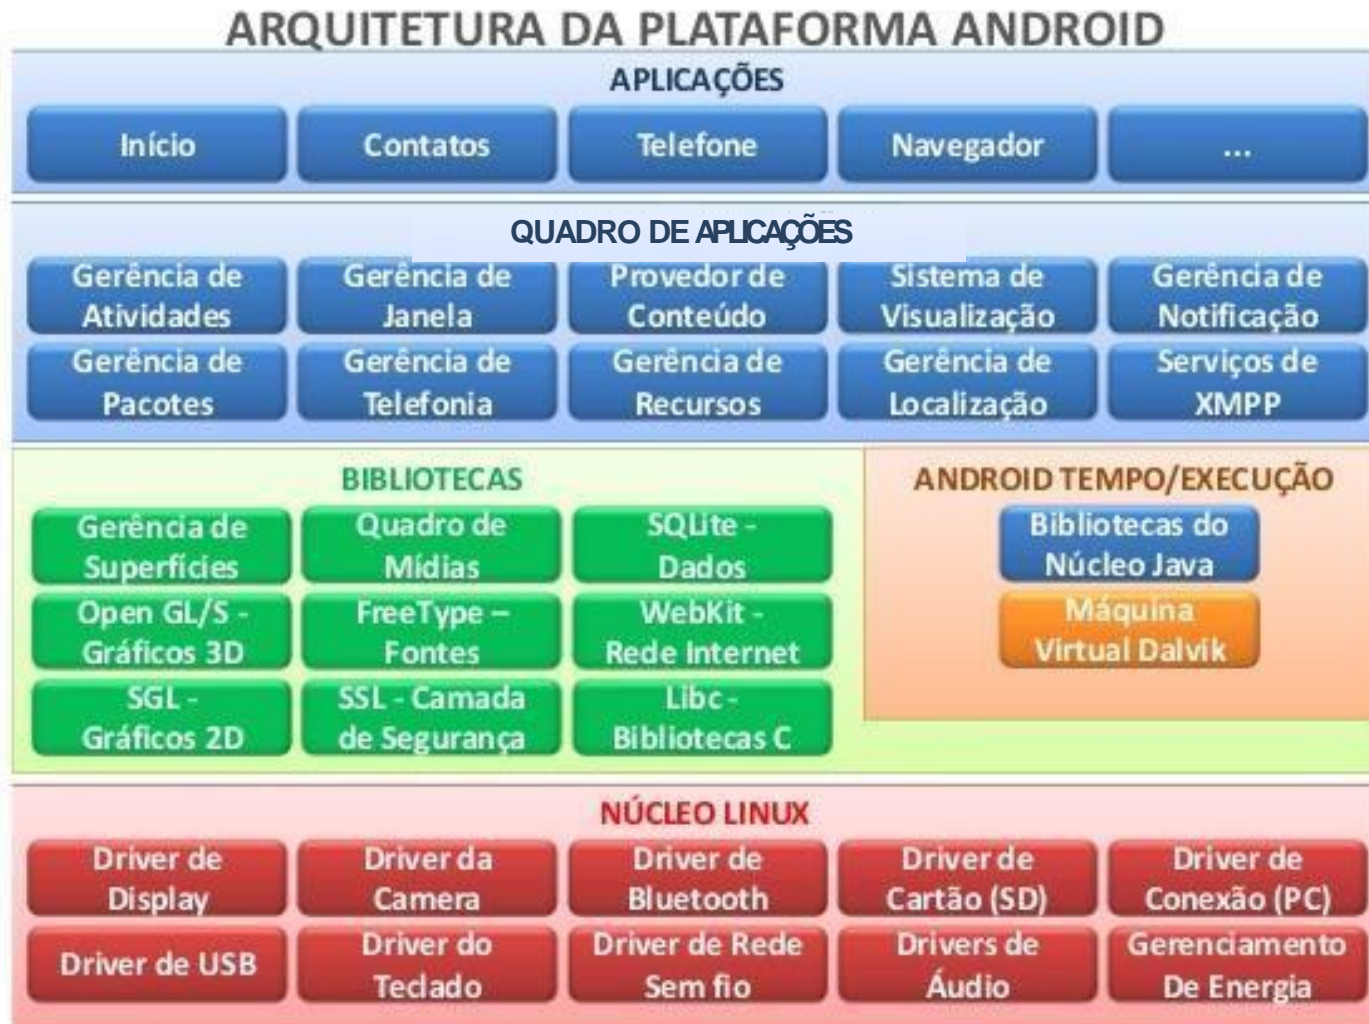 ARQUITETURA DA PLATAFORMA ANDROID
APLICAÇÕES
Início
Contatos
Telefone
Navegador
...
QUADRO DE APLICAÇÕES
Gerência de
Atividades
Gerência de
Janela
Provedor de
Conteúdo
Sistema de
Visualização
Gerência de
Notificação
Gerência de
Pacotes
Gerência de
Telefonia
Gerência de
Recursos
Gerência de
Localização
Serviços de
XMPP
BIBLIOTECAS
Gerência de
Superfícies
Quadro de
Mídias
SQLite -
Dados
Open GL/S -
Gráficos 3D
FreeType –
Fontes
WebKit -
Rede Internet
SGL -
Gráficos 2D
SSL - Camada
de Segurança
Libc -
Bibliotecas C
ANDROID TEMPO/EXECUÇÃO
Bibliotecas do
Núcleo Java
Máquina
Virtual Dalvik
NÚCLEO LINUX
Driver de
Display
Driver da
Camera
Driver de
Bluetooth
Driver de
Cartão (SD)
Driver de
Conexão (PC)
Driver de USB
Driver do
Teclado
Driver de Rede
Sem fio
Drivers de
Áudio
Gerenciamento
De Energia